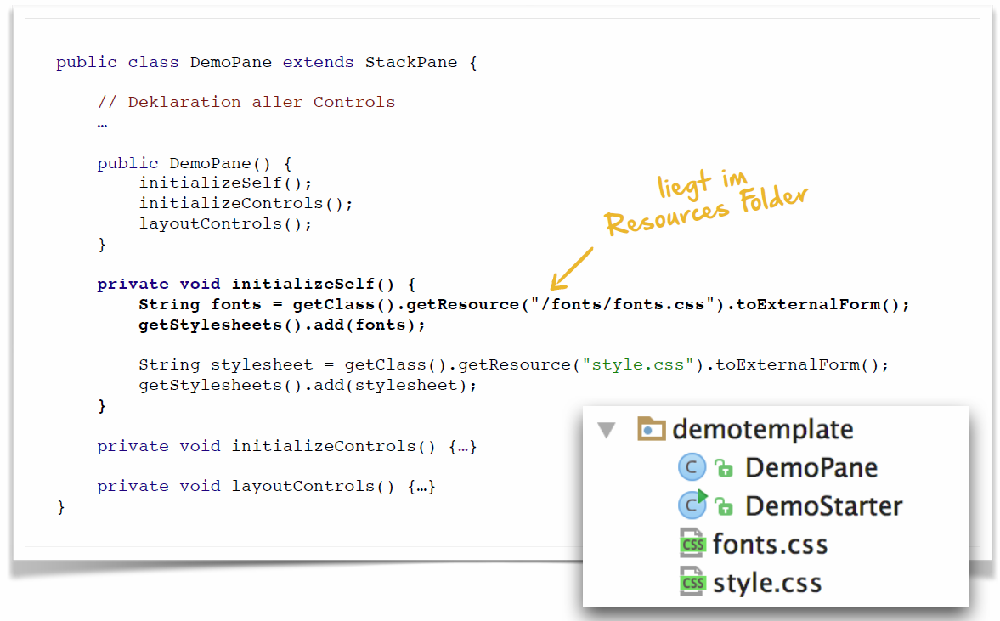 public class DemoPane extends StackPane {
// Deklaration aller Controls
…
public DemoPane() {
initializeSelf();
initializeControls();
layoutControls();
}
liegt im
Resources Folder
private void initializeSelf() {
String fonts = getClass().getResource("/fonts/fonts.css").toExternalForm();
getStylesheets().add(fonts);
String stylesheet = getClass().getResource("style.css").toExternalForm();
getStylesheets().add(stylesheet);
}
private void initializeControls() {…}
private void layoutControls() {…}
}
demotemplate
C DemoPane
C DemoStarter
CSS fonts.css
CSS style.css